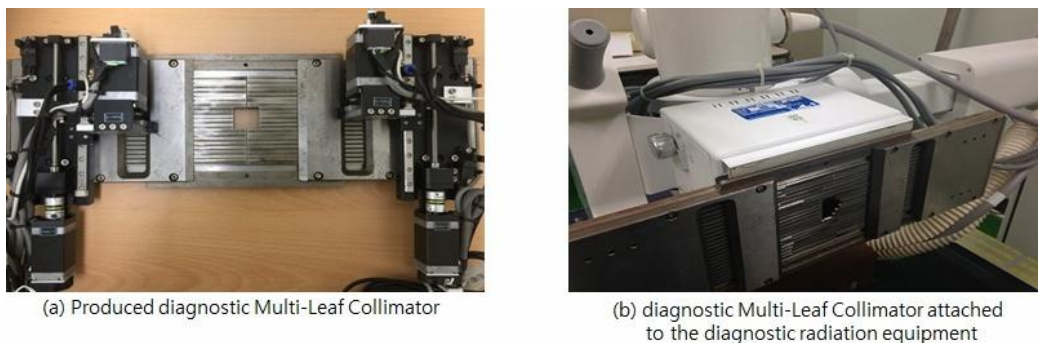 (a) Produced diagnostic Multi-Leaf Collimator
(b) diagnostic Multi-Leaf Collimator attached
to the diagnostic radiation equipment